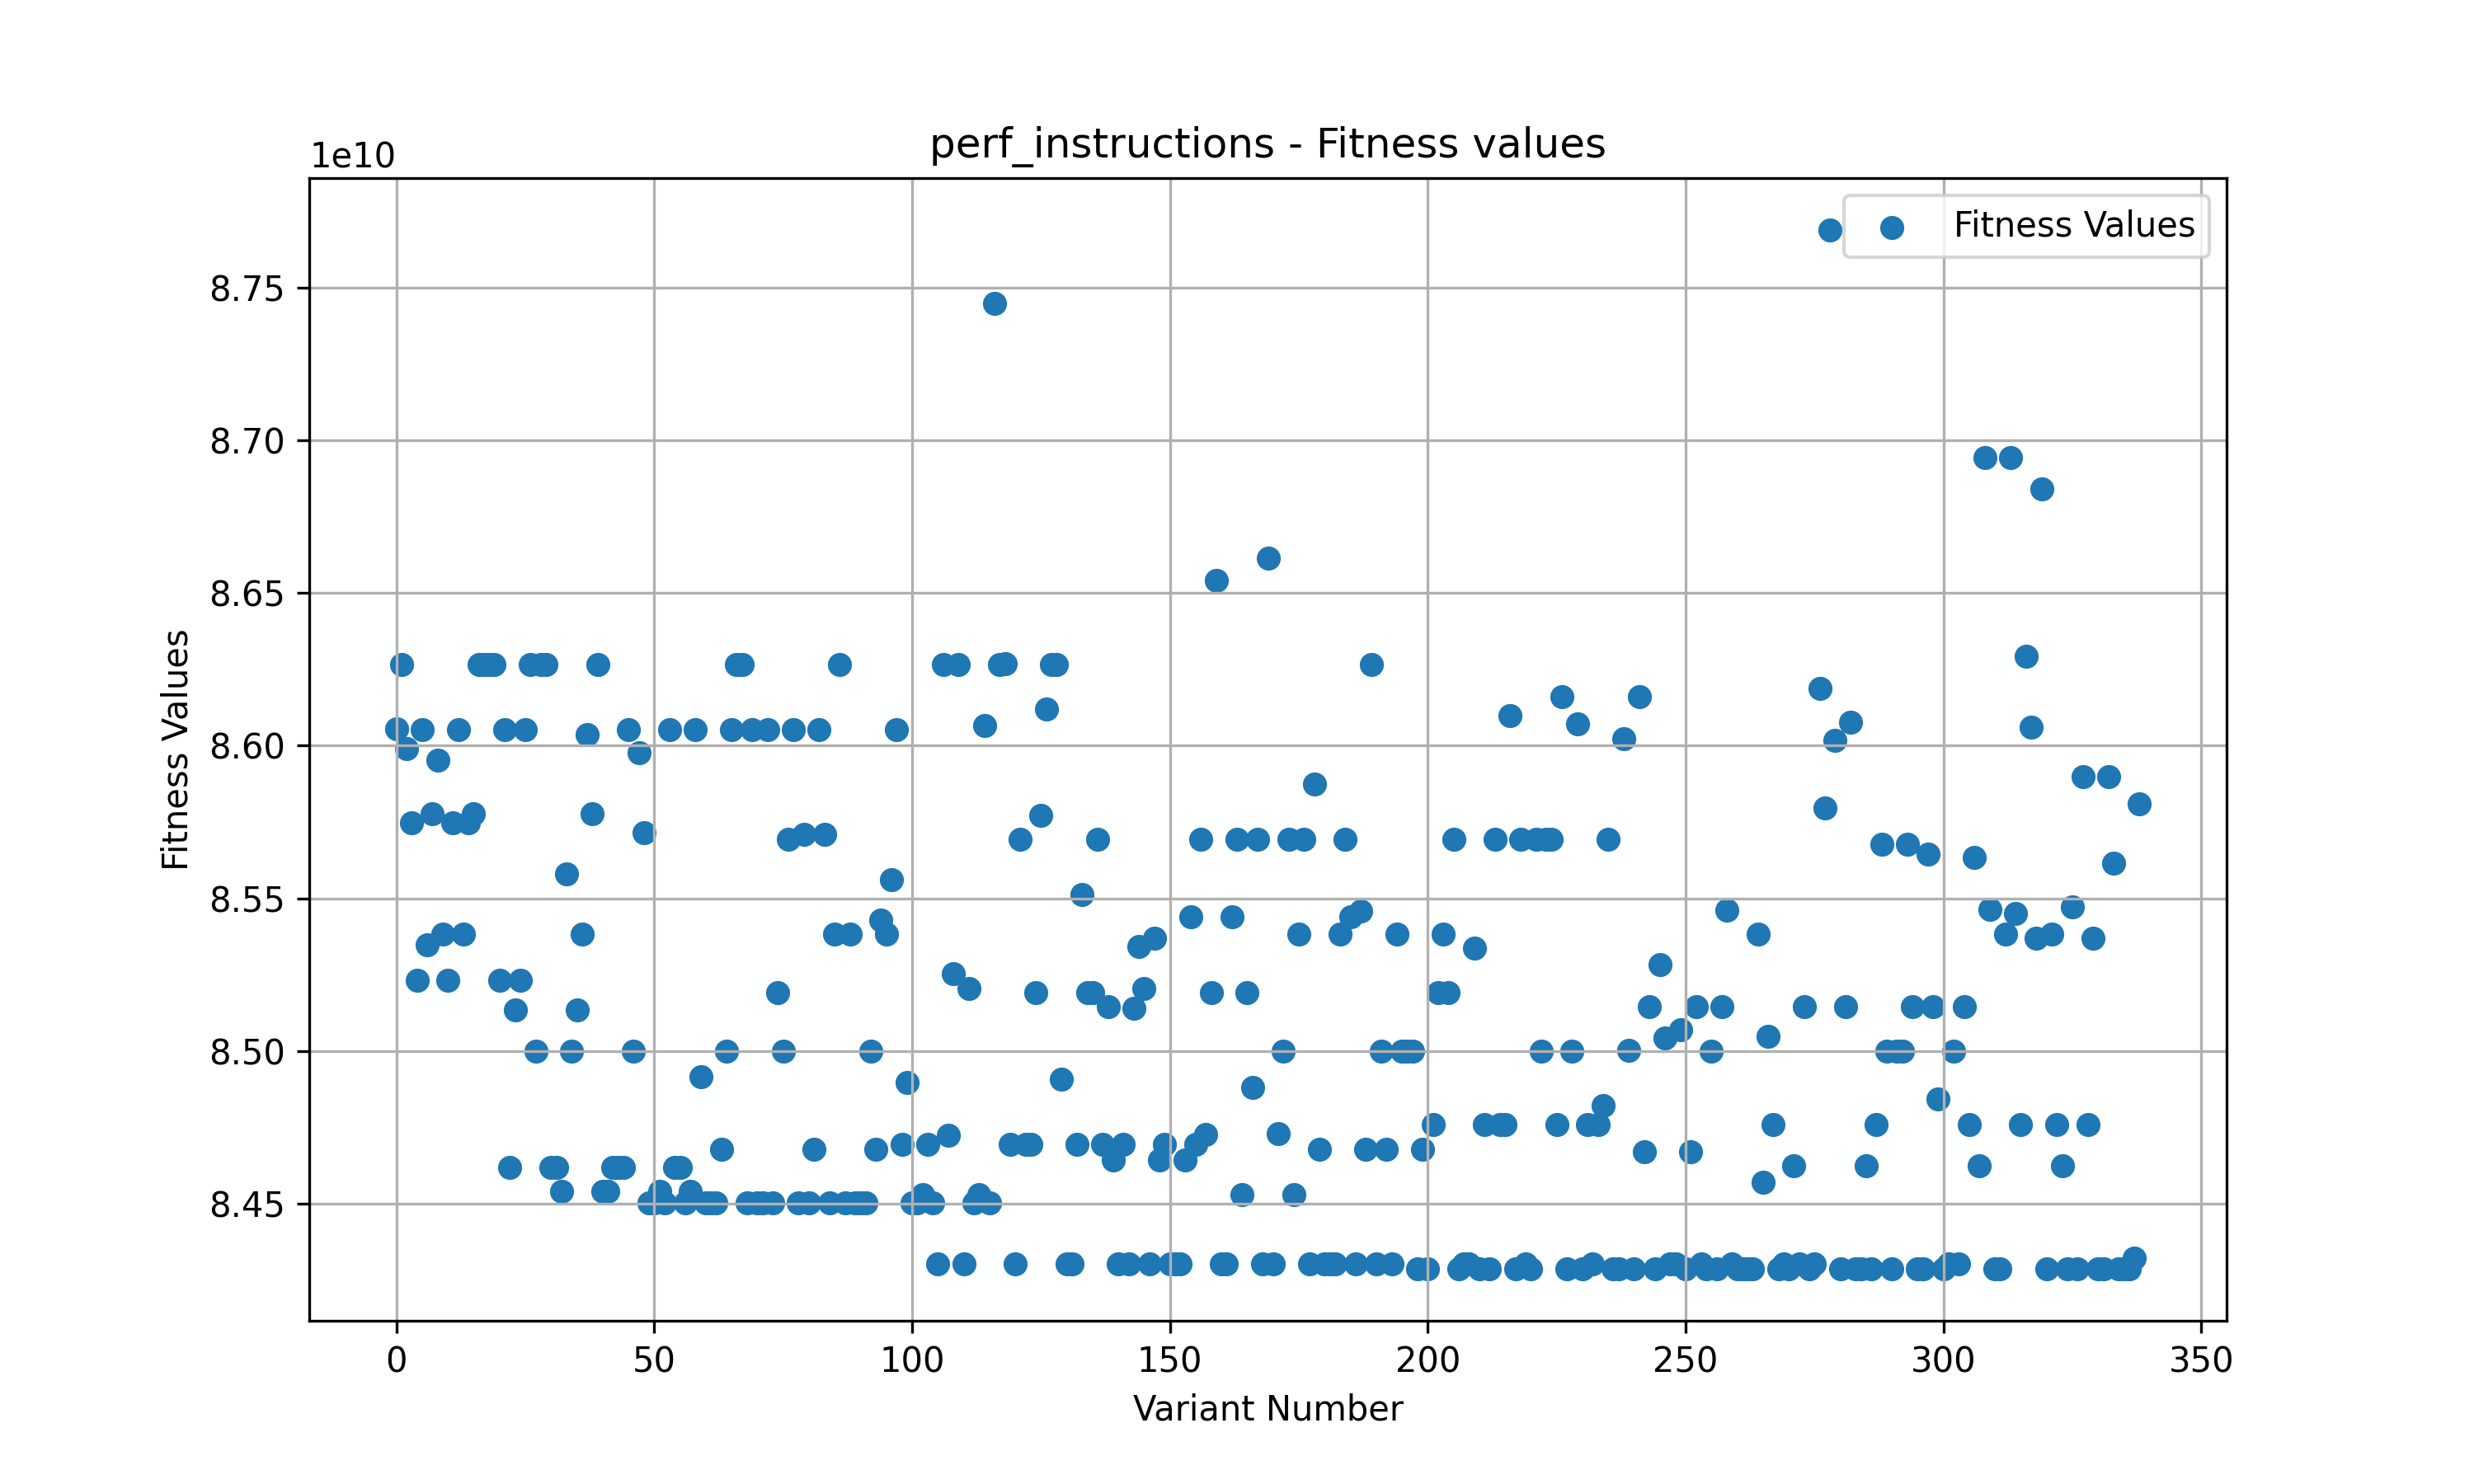 perf_instructions - Fitness values
1e10
Fitness Values
8.75
8.70
8.65
8.60
8.55
8.50
8.45
Fitness Values
0 50 100 150 200 250 300 350
Variant Number